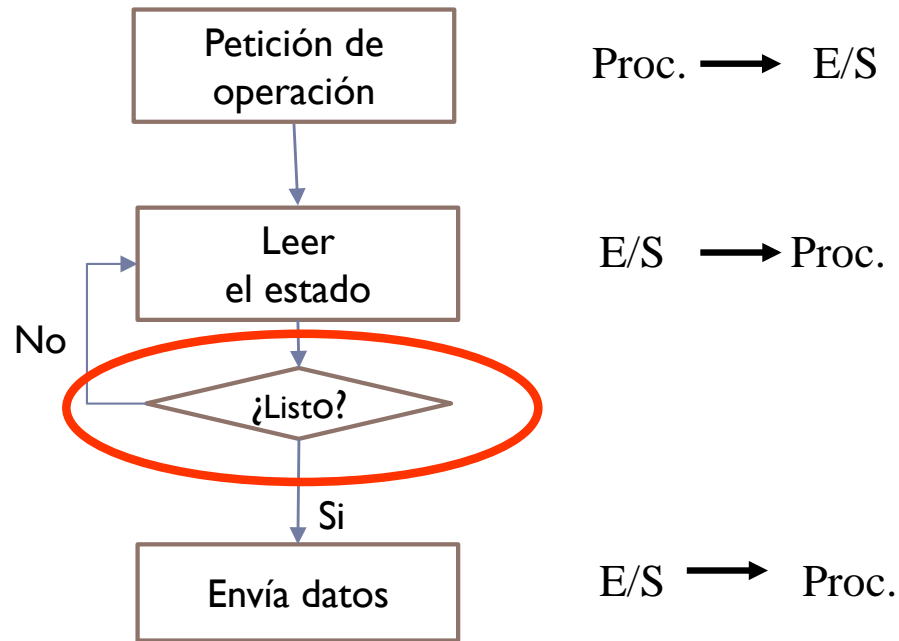 Petición de
operación
Proc. E/S
Leer
el estado
E/S Proc.
No
¿Listo?
Si
Envía datos
E/S Proc.